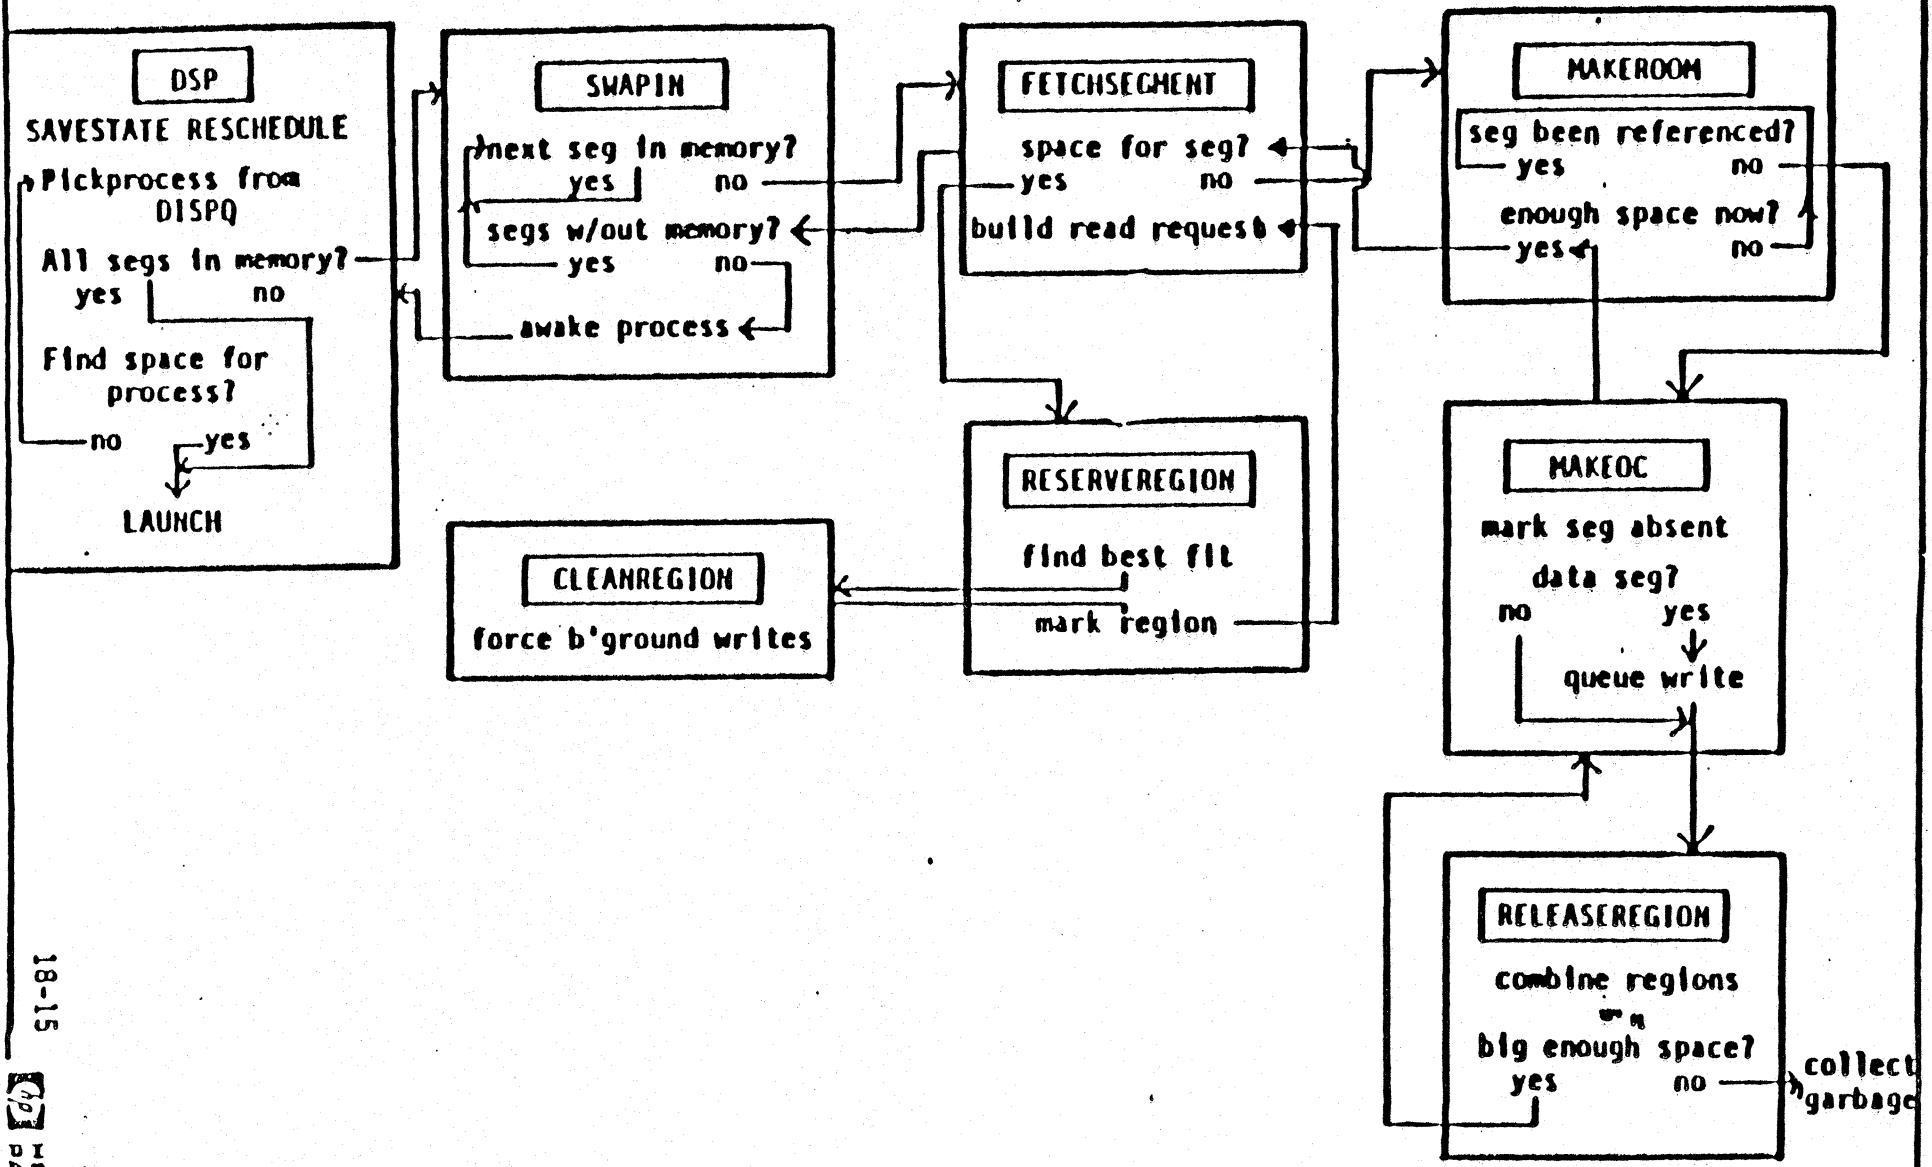 DSP
SAVESTATE RESCHEDULE
Pickprocess from
DISPQ
All segs in memory?
yes no
Find space for
process?
no yes
LAUNCH
SWAPIN
next seg in memory?
yes no
segs w/out memory?
yes no
awake process
FETCHSEGMENT
space for seg?
yes no
build read request
MAKEROOM
seg been referenced?
yes no
enough space now?
yes no
RESERVEREGION
find best fit
mark region
CLEANREGION
force b'ground writes
MAKEOC
mark seg absent
data seg?
no yes
queue write
RELEASEREGION
combine regions
big enough space?
yes no
collect
garbage
18-15
hp